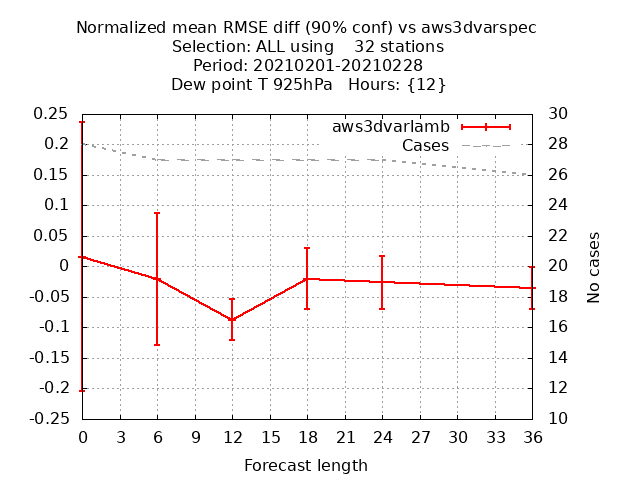 Normalized mean RMSE diff (90% conf) vs aws3dvarspec
Selection: ALL using    32 stations
Period: 20210201-20210228
Dew point T 925hPa   Hours: {12}
aws3dvarlamb
Cases
0.25
0.2
0.15
0.1
0.05
0
-0.05
-0.1
-0.15
-0.2
-0.25
30
28
26
24
22
20
18
16
14
12
10
No cases
0 3 6 9 12 15 18 21 24 27 30 33 36
Forecast length